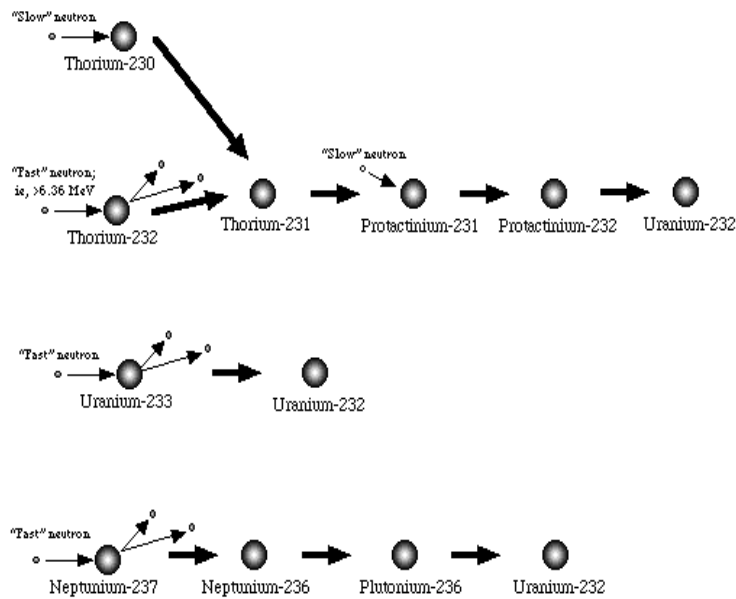 "Slow" neutron
Thorium-230
"Fast" neutron;
ie, >6.36 MeV
Thorium-232
Thorium-231
"Slow" neutron
Protactinium-231
Protactinium-232
Uranium-232
"Fast" neutron
Uranium-233
Uranium-232
"Fast" neutron
Neptunium-237
Neptunium-236
Plutonium-236
Uranium-232